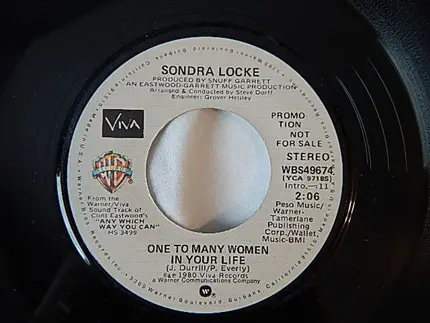 SONDRA LOCKE
PRODUCED BY SNUFF GARRETT
AN EASTWOOD-GARRETT MUSIC PRODUCTION
Arranged & Conducted by Steve Dorff
Engineer: Grover Helsley
VIVA
PROMO
TION
NOT
FOR SALE
STEREO
WBS49674
(YCA 9718S)
Intro.—:11
2:06
Peso Music/
Warner-
Tamerlane
Publishing
Corp./Wallet,
Music-BMI
From the
Warner/Viva
Sound Track of
Clint Eastwood's
"ANY WHICH
WAY YOU CAN"
HS 3499
ONE TO MANY WOMEN
IN YOUR LIFE
(J. Durrill/P. Everly)
1980 Viva Records
a Warner Communications Company